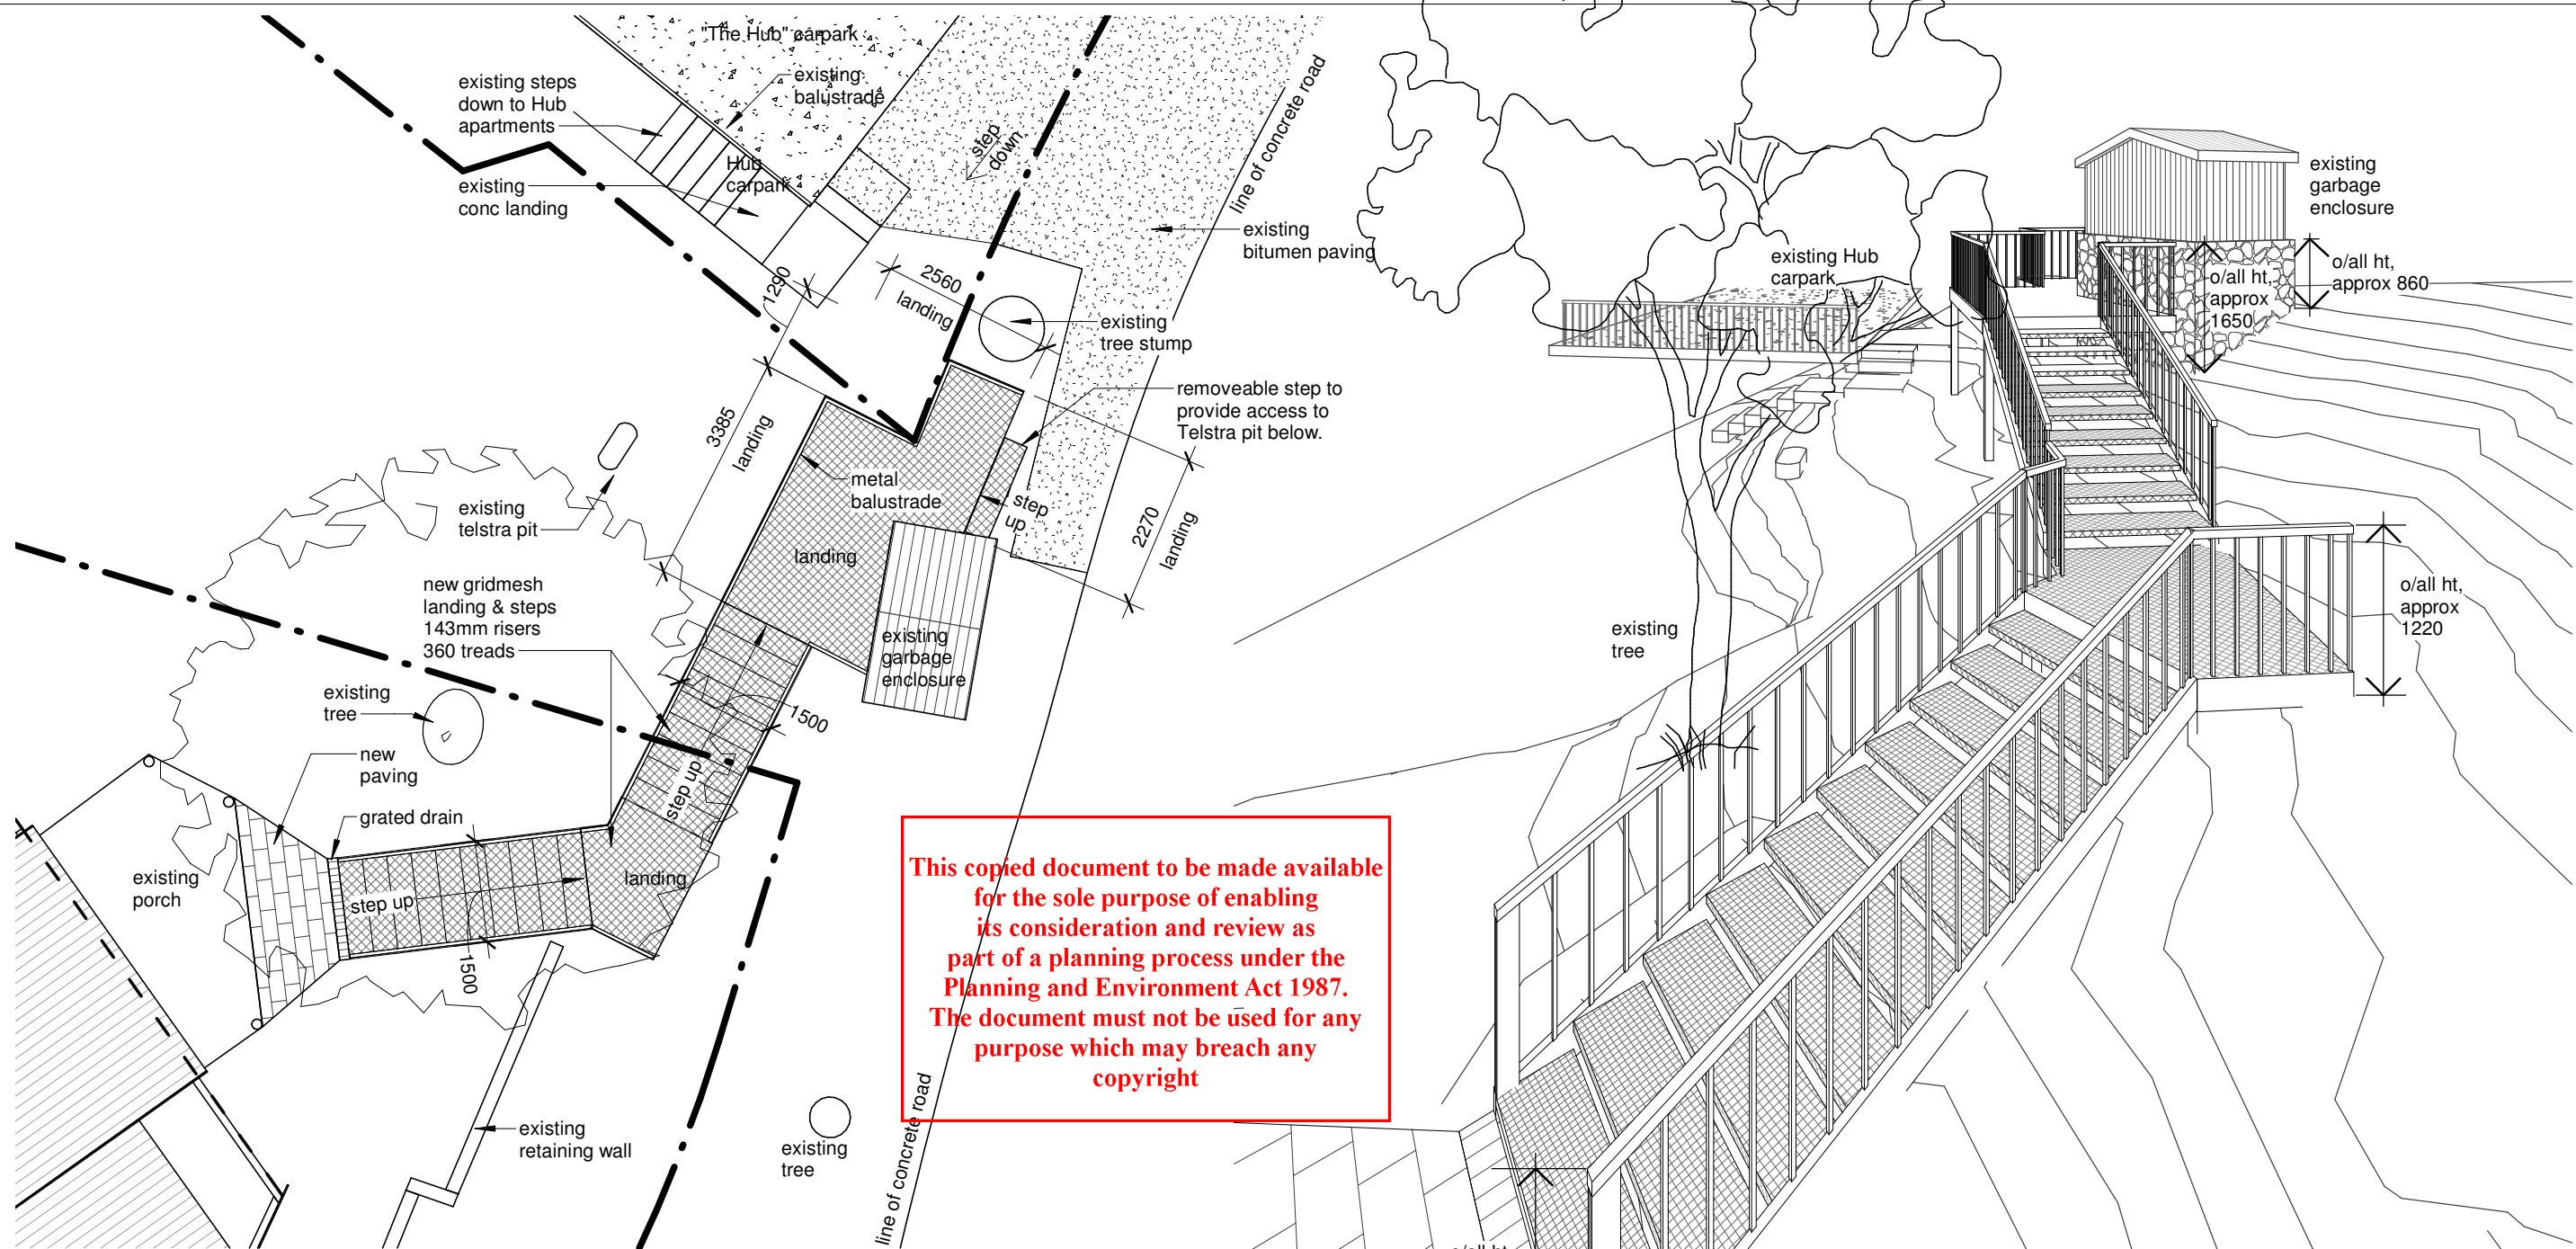 "The Hub" carpark
existing steps
down to Hub
apartments
existing
balustrade
step
down
line of concrete road
existing
conc landing
Hub
carpark
existing
bitumen paving
1290
2560
landing
existing
tree stump
removeable step to
provide access to
Telstra pit below.
3385
landing
metal
balustrade
step
up
2270
landing
existing
telstra pit
landing
new gridmesh
landing & steps
143mm risers
360 treads
existing
garbage
enclosure
existing
tree
1500
new
paving
step up
grated drain
existing
porch
step up
landing
1500
existing
retaining wall
existing
tree
line of concrete road
This copied document to be made available
for the sole purpose of enabling
its consideration and review as
part of a planning process under the
Planning and Environment Act 1987.
The document must not be used for any
purpose which may breach any
copyright
existing
garbage
enclosure
existing Hub
carpark
o/all ht,
approx
1650
o/all ht,
approx 860
existing
tree
o/all ht,
approx
1220